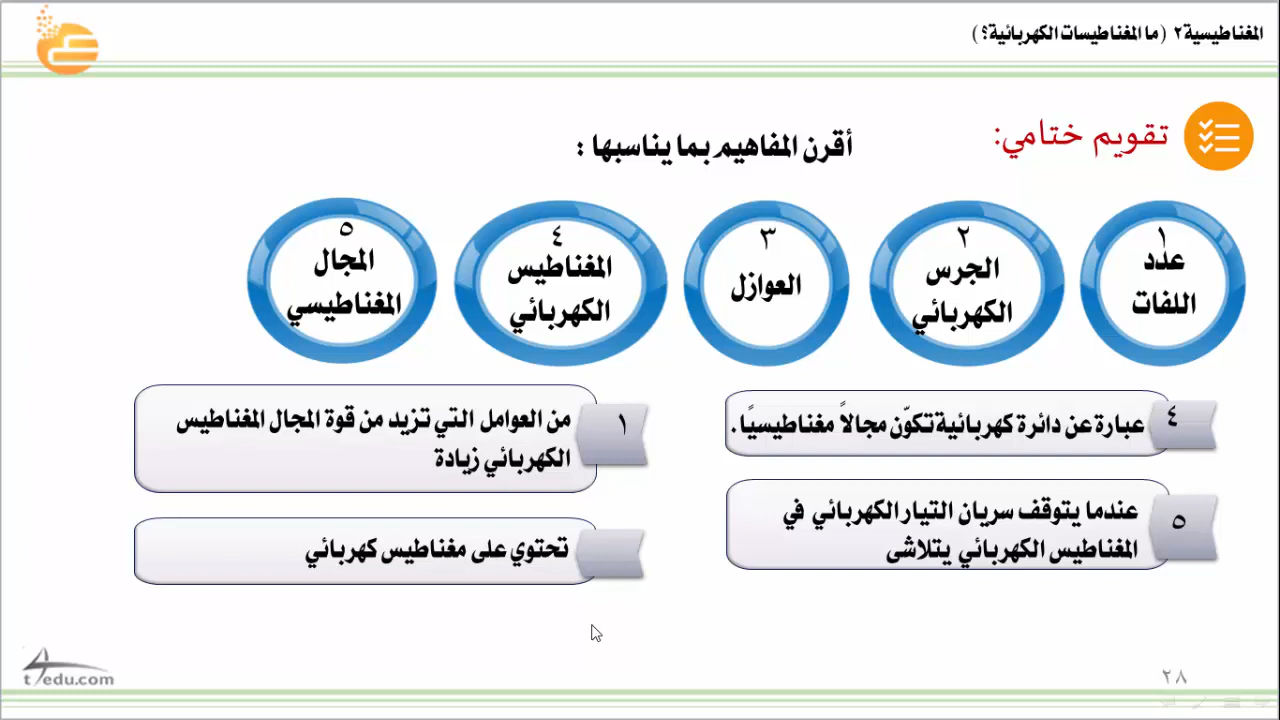 المغناطيسية٢ (ما المغناطيسات الكهربائية؟)
تقويم ختامي:
أقرن المفاهيم بما يناسبها :
١
عدد
اللفات
٢
الجرس
الكهربائي
٣
العوازل
٤
المغناطيس
الكهربائي
٥
المجال
المغناطيسي
٤
عبارة عن دائرة كهربائية تكوّن مجالاً مغناطيسيًا.
١
من العوامل التي تزيد من قوة المجال المغناطيس
الكهربائي زيادة
٥
عندما يتوقف سريان التيار الكهربائي في
المغناطيس الكهربائي يتلاشى
تحتوي على مغناطيس كهربائي
t4edu.com
٢٨